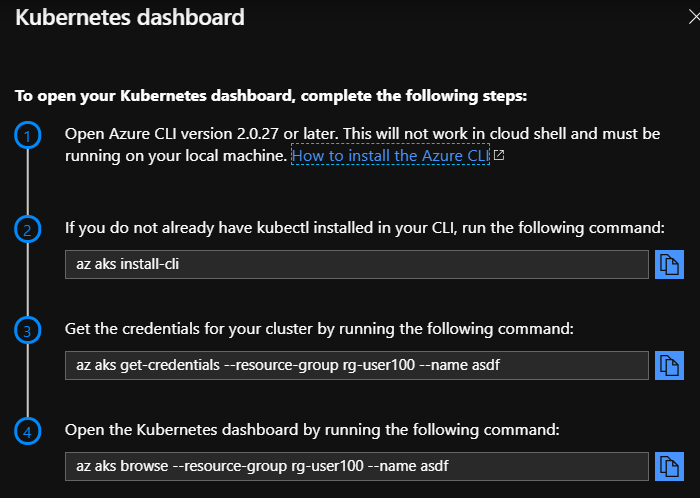 Kubernetes dashboard
To open your Kubernetes dashboard, complete the following steps:
1
Open Azure CLI version 2.0.27 or later. This will not work in cloud shell and must be
running on your local machine. How to install the Azure CLI
2
If you do not already have kubectl installed in your CLI, run the following command:
az aks install-cli
3
Get the credentials for your cluster by running the following command:
az aks get-credentials --resource-group rg-user100 --name asdf
4
Open the Kubernetes dashboard by running the following command:
az aks browse --resource-group rg-user100 --name asdf